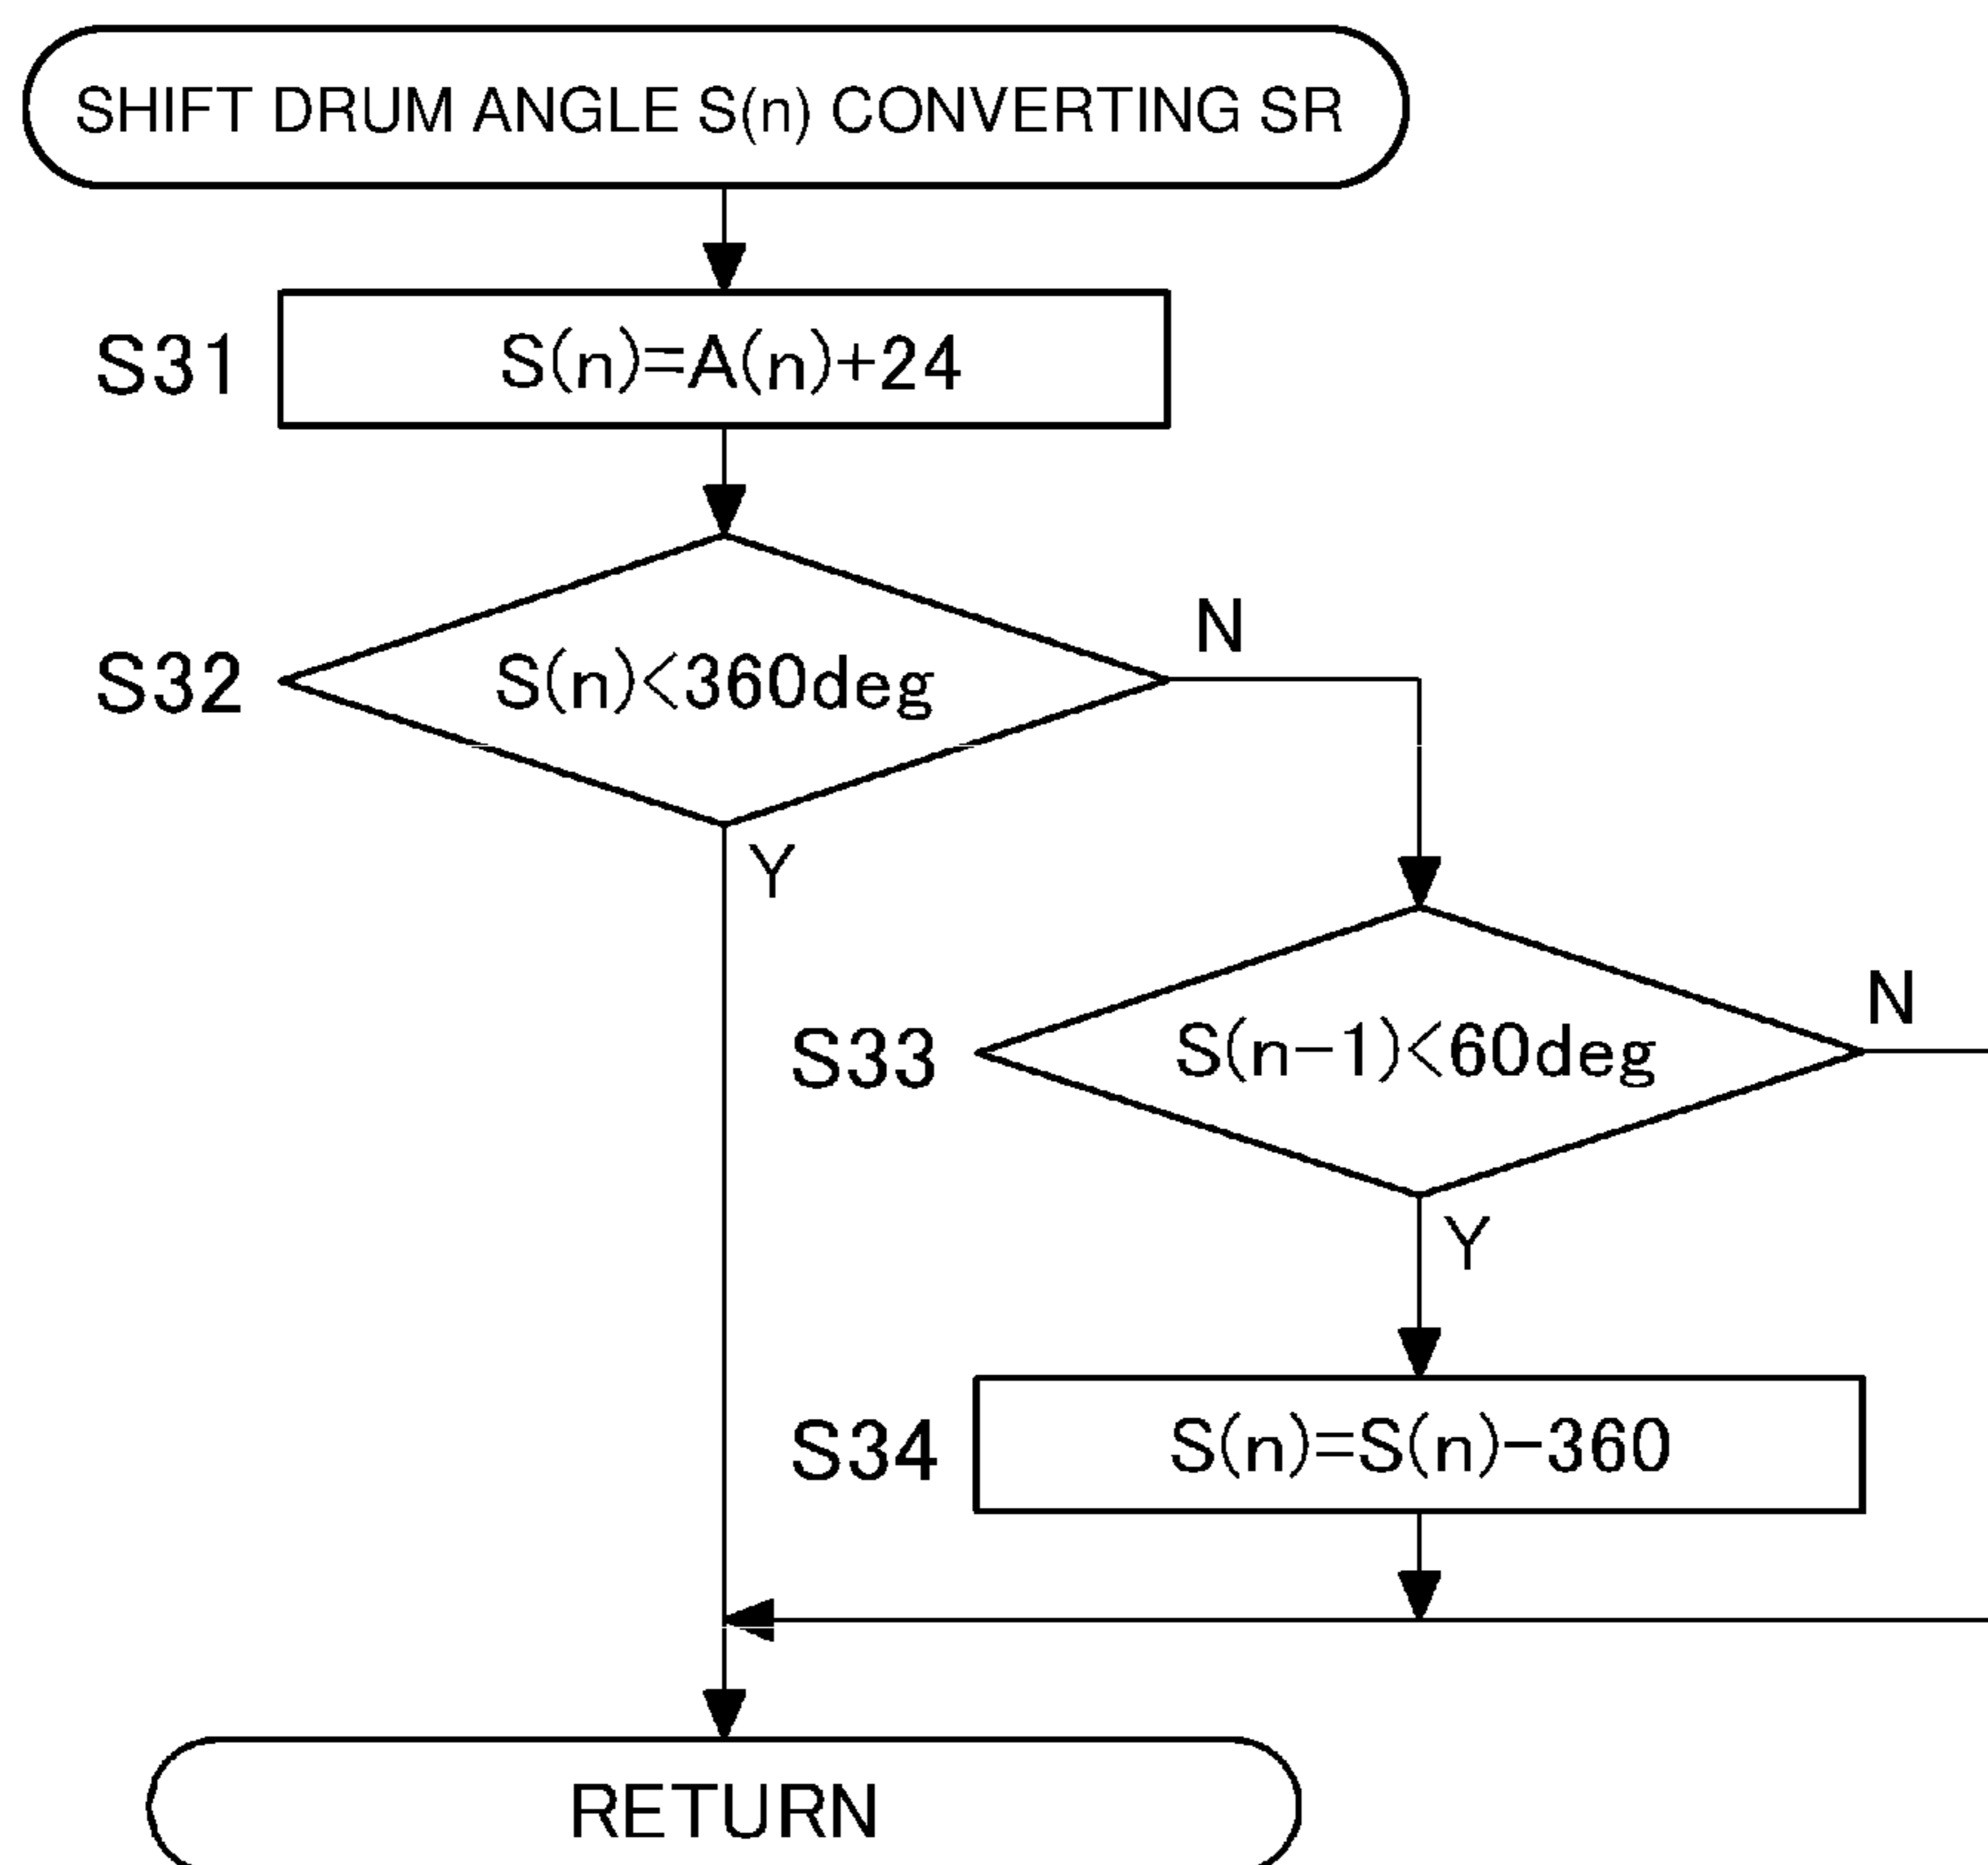 SHIFT DRUM ANGLE S(n) CONVERTING SR
S31
S(n)=A(n)+24
S32
S(n)<360deg
N
Y
S33
S(n-1)<60deg
N
Y
S34
S(n)=S(n)-360
RETURN